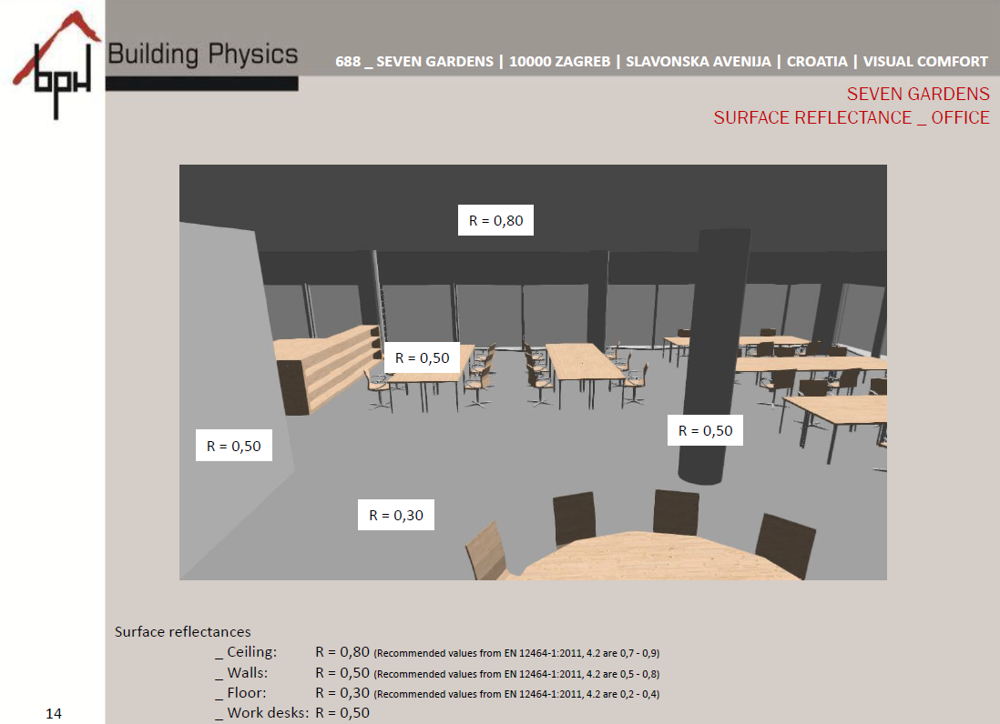 bph
Building Physics
688 _ SEVEN GARDENS | 10000 ZAGREB | SLAVONSKA AVENIJA | CROATIA | VISUAL COMFORT
SEVEN GARDENS
SURFACE REFLECTANCE _ OFFICE
R = 0,80
R = 0,50
R = 0,50
R = 0,50
R = 0,30
Surface reflectances
_ Ceiling: R = 0,80 (Recommended values from EN 12464-1:2011, 4.2 are 0,7 - 0,9)
_ Walls: R = 0,50 (Recommended values from EN 12464-1:2011, 4.2 are 0,5 - 0,8)
_ Floor: R = 0,30 (Recommended values from EN 12464-1:2011, 4.2 are 0,2 - 0,4)
_ Work desks: R = 0,50
14